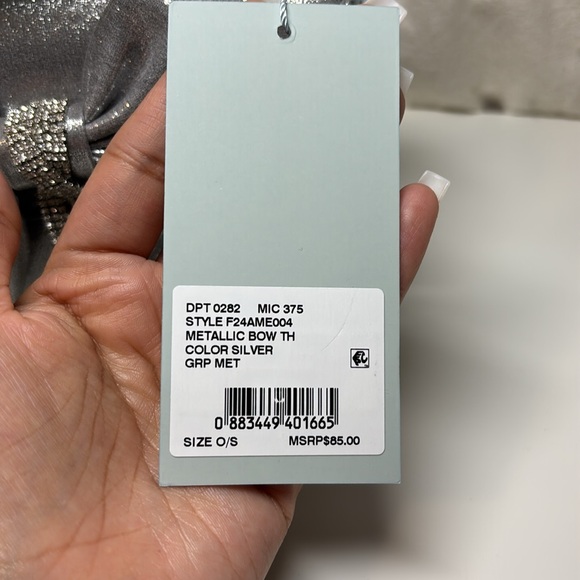 DPT 0282 MIC 375
STYLE F24AME004
METALLIC BOW TH
COLOR SILVER
GRP MET
0 883449 401665
SIZE O/S MSRP$85.00